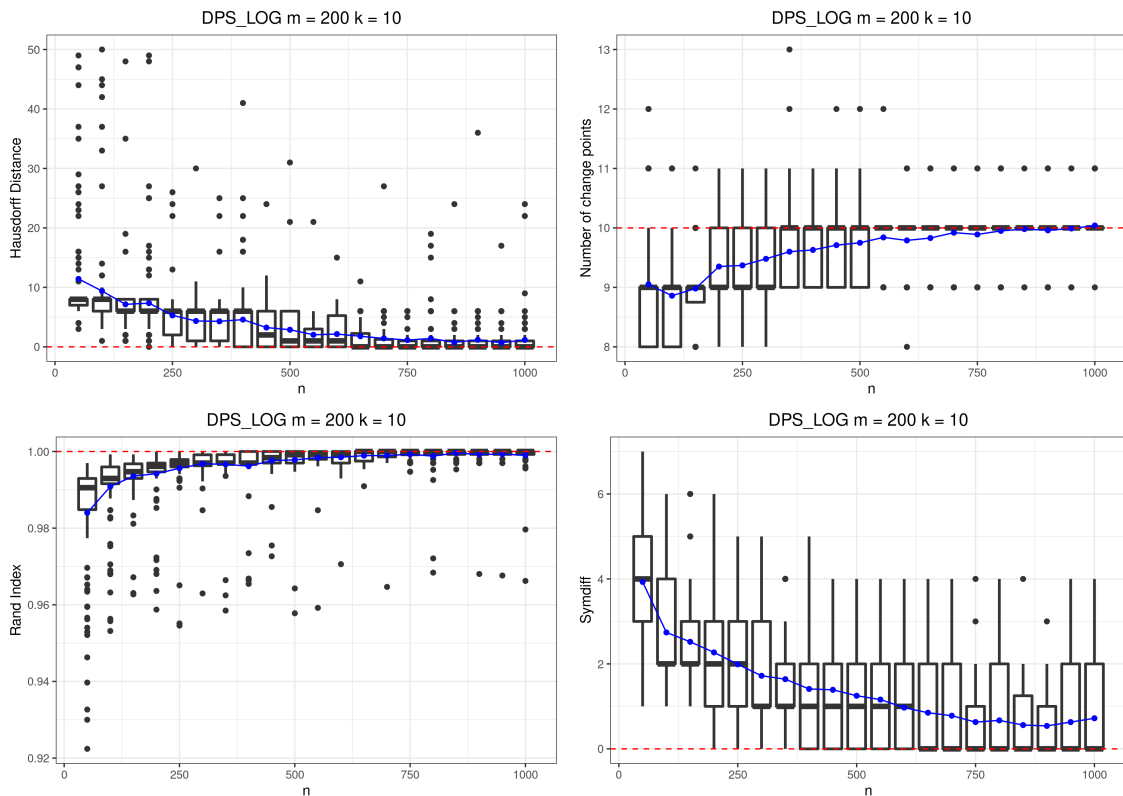 DPS_LOG m = 200 k = 10
Hausdorff Distance
50
40
30
20
10
0
0 250 500 750 1000
n
DPS_LOG m = 200 k = 10
Number of change points
13
12
11
10
9
8
0 250 500 750 1000
n
DPS_LOG m = 200 k = 10
Rand Index
1.00
0.98
0.96
0.94
0.92
0 250 500 750 1000
n
DPS_LOG m = 200 k = 10
Symdiff
6
4
2
0
0 250 500 750 1000
n